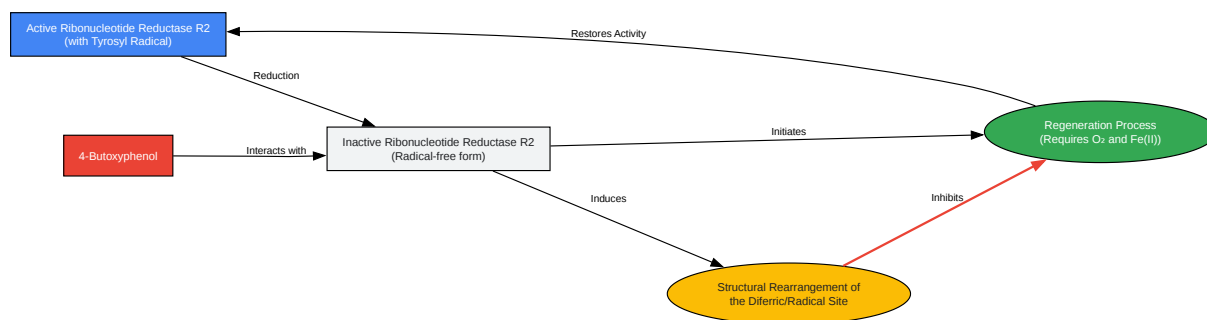 Active Ribonucleotide Reductase R2
(with Tyrosyl Radical)
Restores Activity
Reduction
4-Butoxyphenol
Interacts with
Inactive Ribonucleotide Reductase R2
(Radical-free form)
Initiates
Regeneration Process
(Requires O₂ and Fe(II))
Induces
Inhibits
Structural Rearrangement of
the Diferric/Radical Site